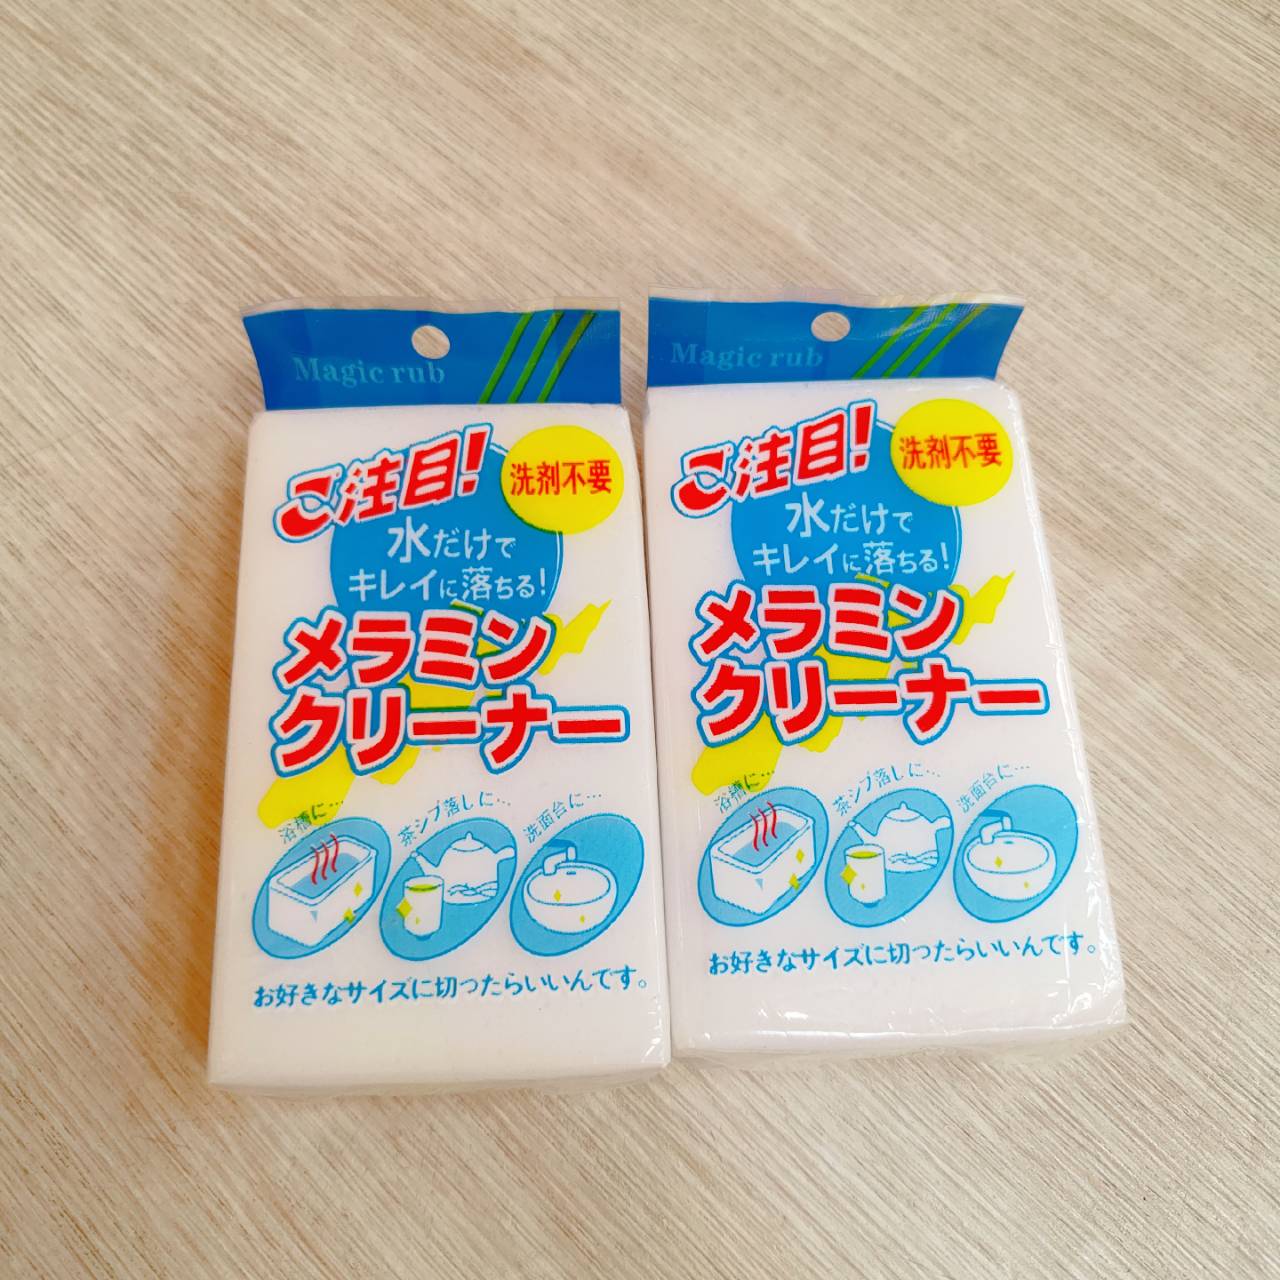 Magic rub
ご注目!
洗剤不要
水だけで
キレイに落ちる!
メラミン
クリーナー
浴槽に…
茶シブ落しに…
洗面台に…
お好きなサイズに切ったらいいんです。
Magic rub
ご注目!
洗剤不要
水だけで
キレイに落ちる!
メラミン
クリーナー
浴槽に…
茶シブ落しに…
洗面台に…
お好きなサイズに切ったらいいんです。